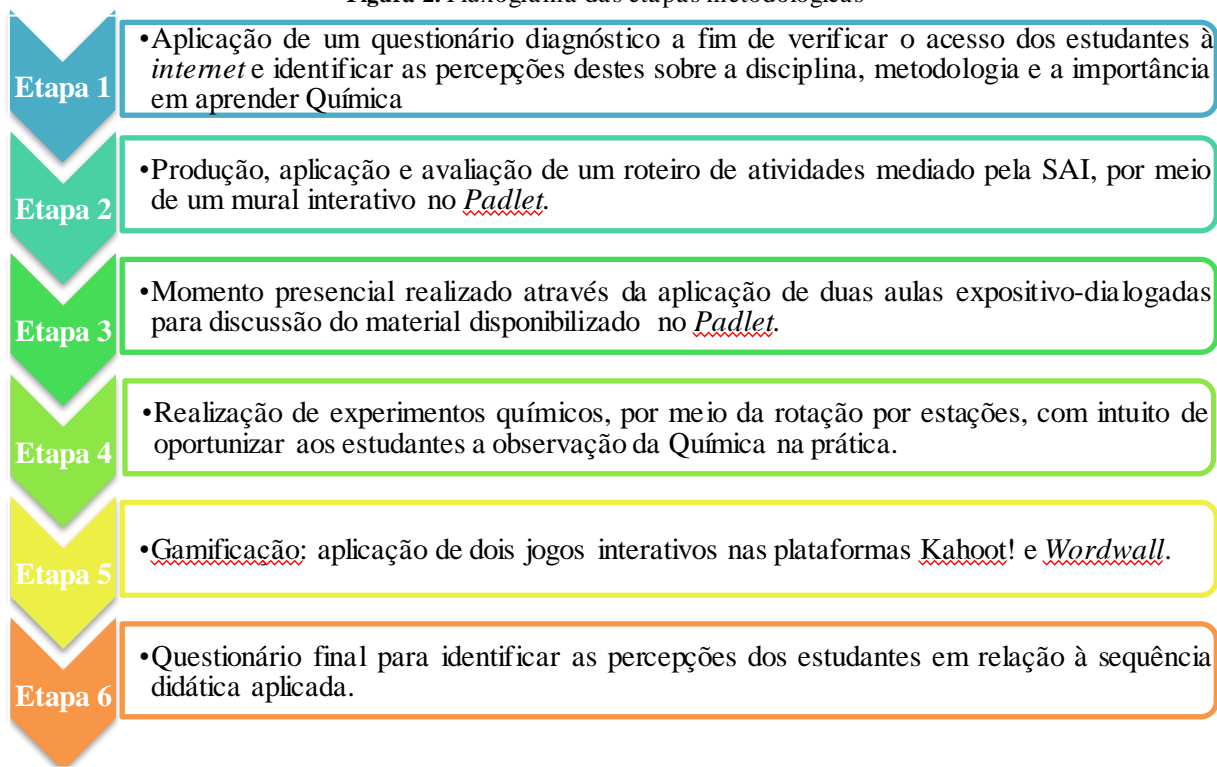 Figura 2. Fluxograma das etapas metodológicas
Etapa 1
•Aplicação de um questionário diagnóstico a fim de verificar o acesso dos estudantes à
internet e identificar as percepções destes sobre a disciplina, metodologia e a importância
em aprender Química
Etapa 2
•Produção, aplicação e avaliação de um roteiro de atividades mediado pela SAI, por meio
de um mural interativo no Padlet.
Etapa 3
•Momento presencial realizado através da aplicação de duas aulas expositivo-dialogadas
para discussão do material disponibilizado no Padlet.
Etapa 4
•Realização de experimentos químicos, por meio da rotação por estações, com intuito de
oportunizar aos estudantes a observação da Química na prática.
Etapa 5
•Gamificação: aplicação de dois jogos interativos nas plataformas Kahoot! e Wordwall.
Etapa 6
•Questionário final para identificar as percepções dos estudantes em relação à sequência
didática aplicada.